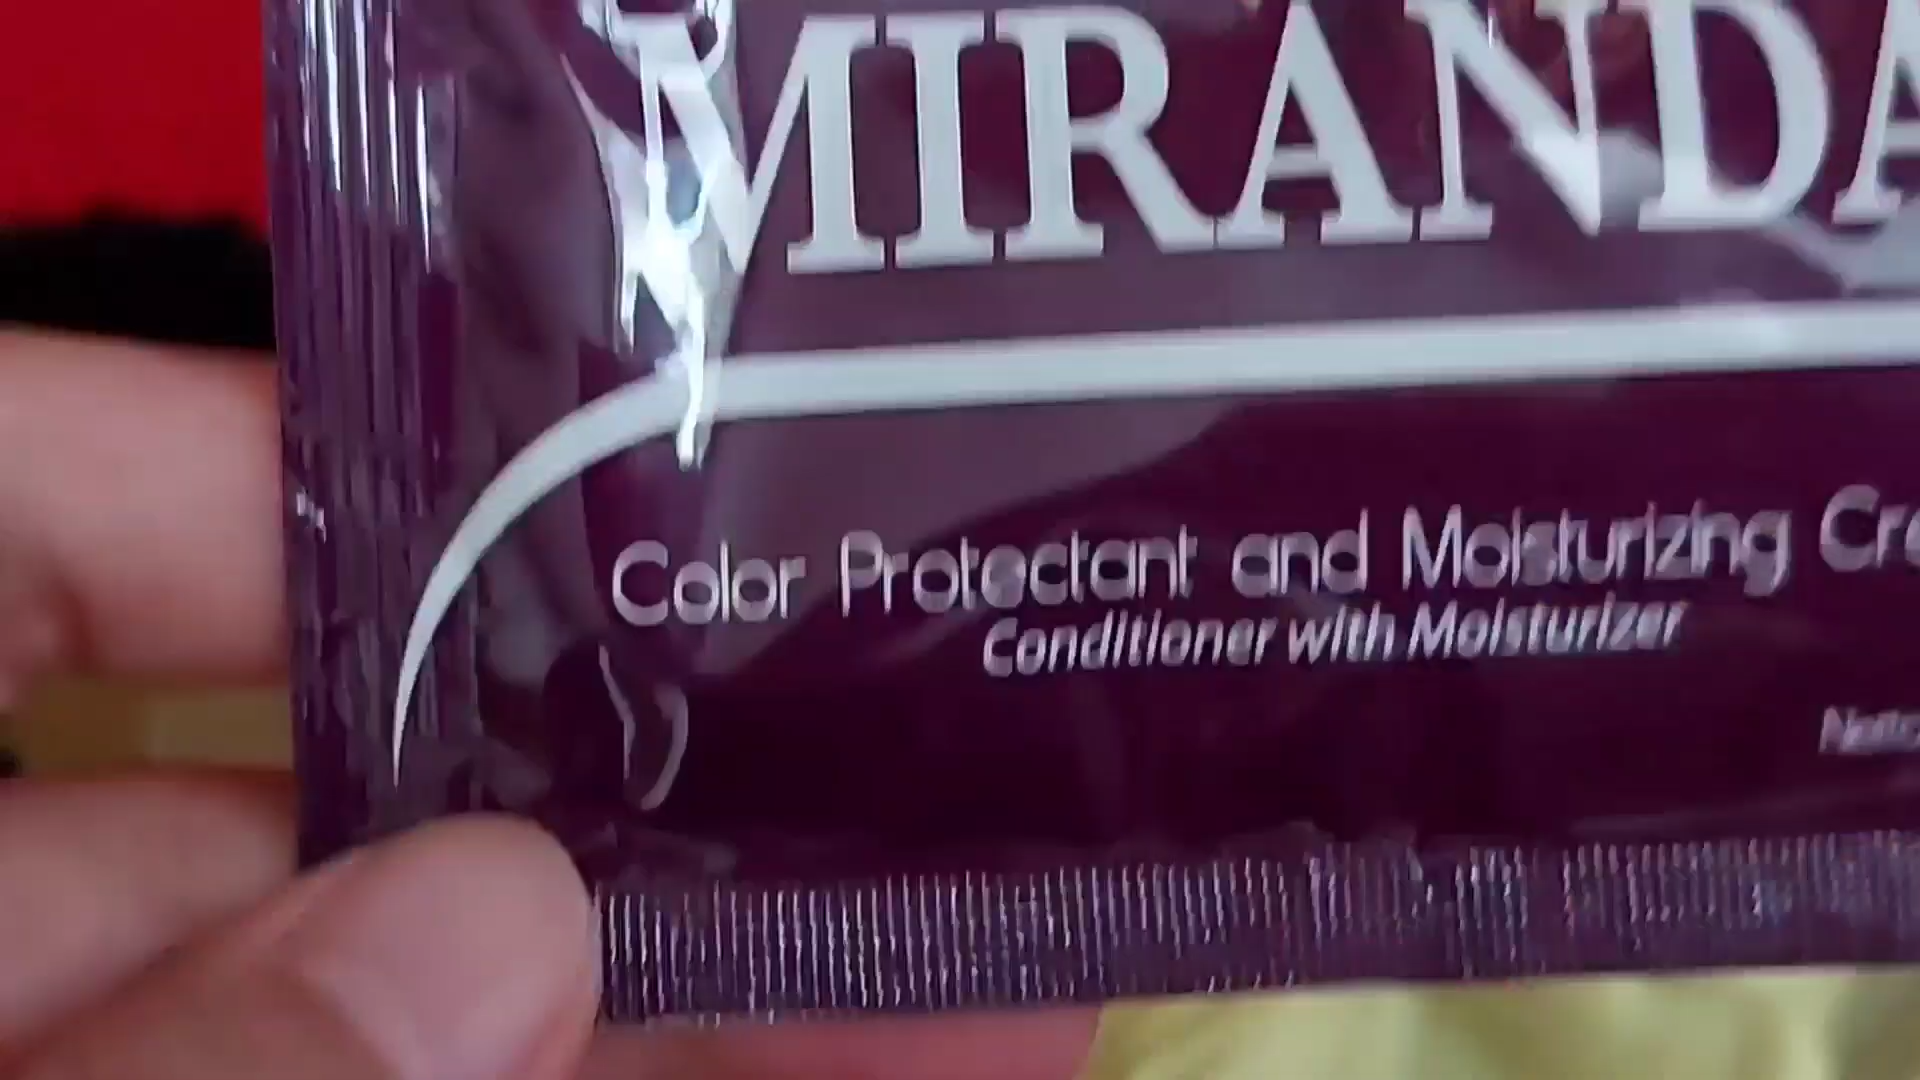 MIRANDA
Color Protectant and Moisturizing
Conditioner with Moisturizer